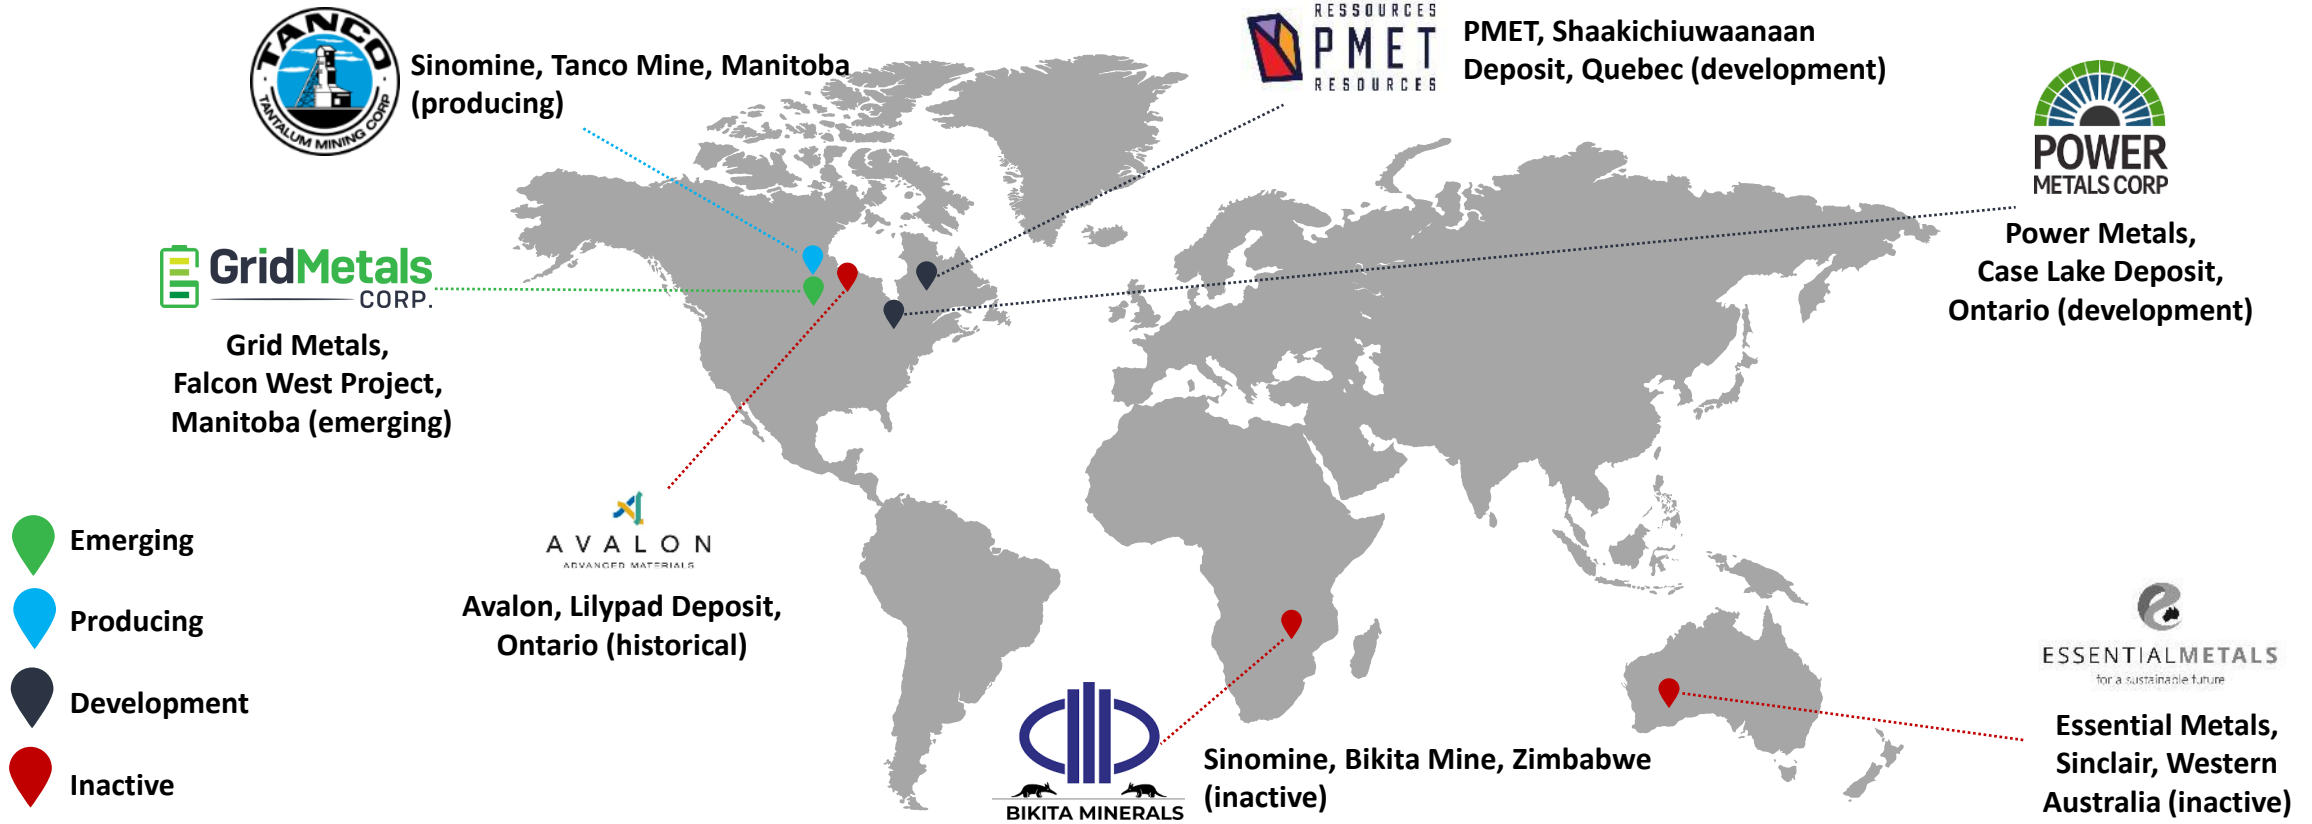 TANCO
TANTALUM MINING CORP
Sinomine, Tanco Mine, Manitoba
(producing)
RESSOURCES
PMET
RESOURCES
PMET, Shaakichiuwaanaan
Deposit, Quebec (development)
POWER
METALS CORP
Power Metals,
Case Lake Deposit,
Ontario (development)
GridMetals
CORP.
Grid Metals,
Falcon West Project,
Manitoba (emerging)
Emerging
Producing
Development
Inactive
AVALON
ADVANCED MATERIALS
Avalon, Lilypad Deposit,
Ontario (historical)
BIKITA MINERALS
Sinomine, Bikita Mine, Zimbabwe
(inactive)
ESSENTIALMETALS
for a sustainable future
Essential Metals,
Sinclair, Western
Australia (inactive)